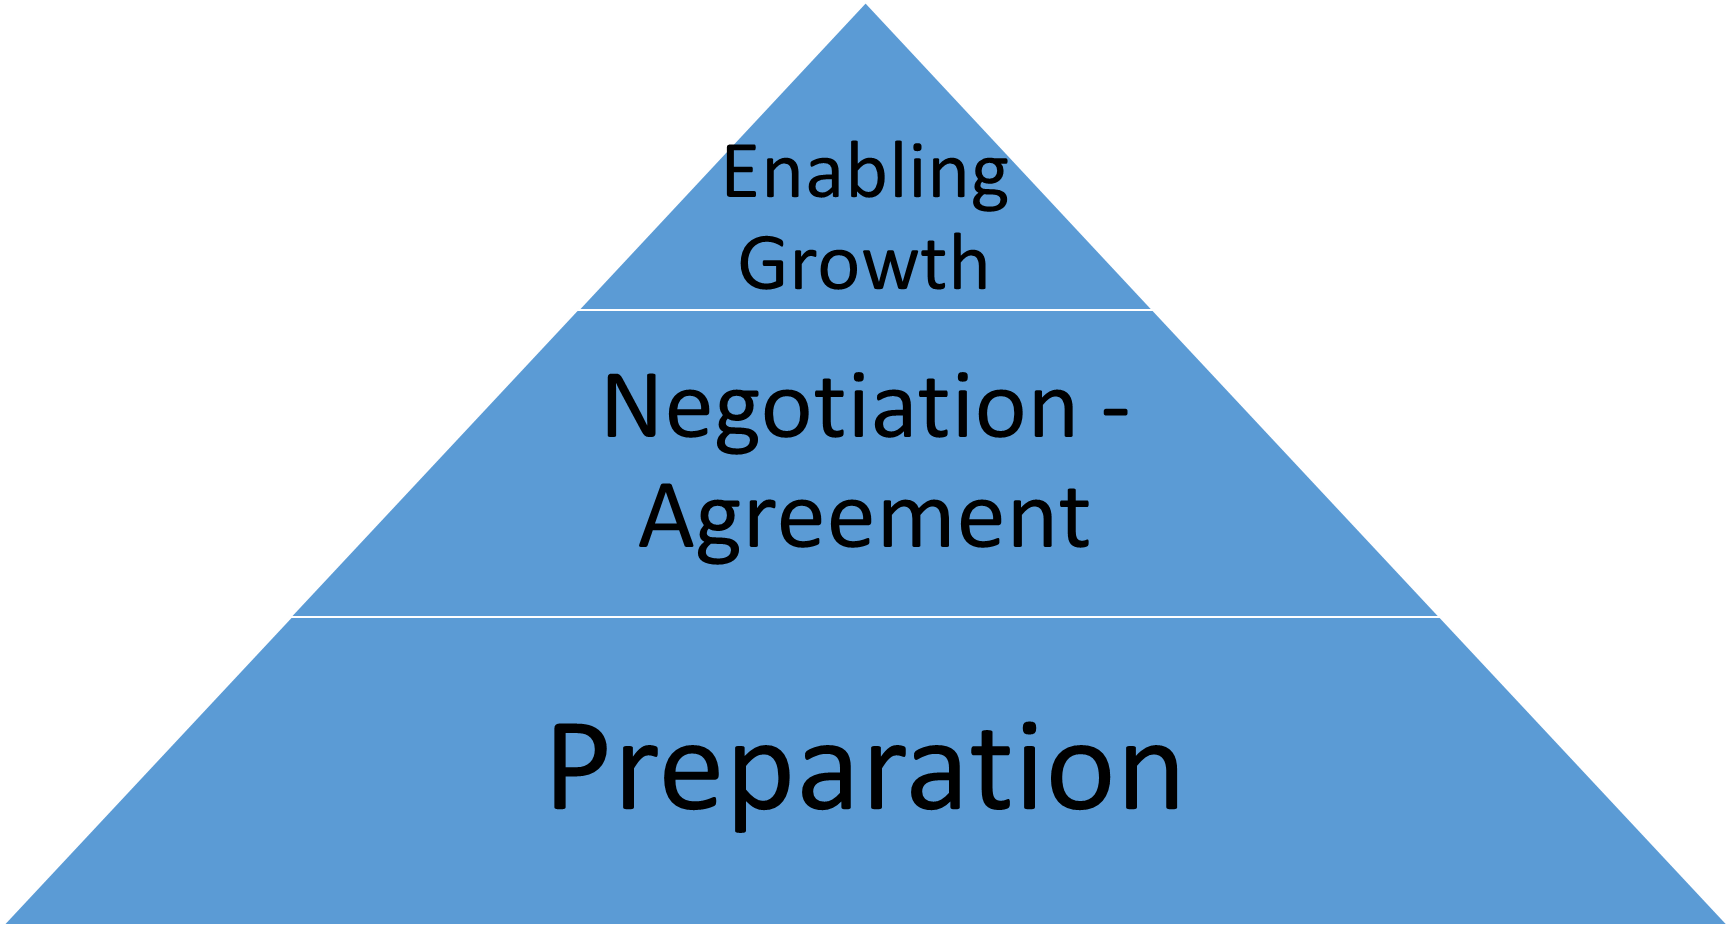 Enabling
Growth
Negotiation -
Agreement
Preparation